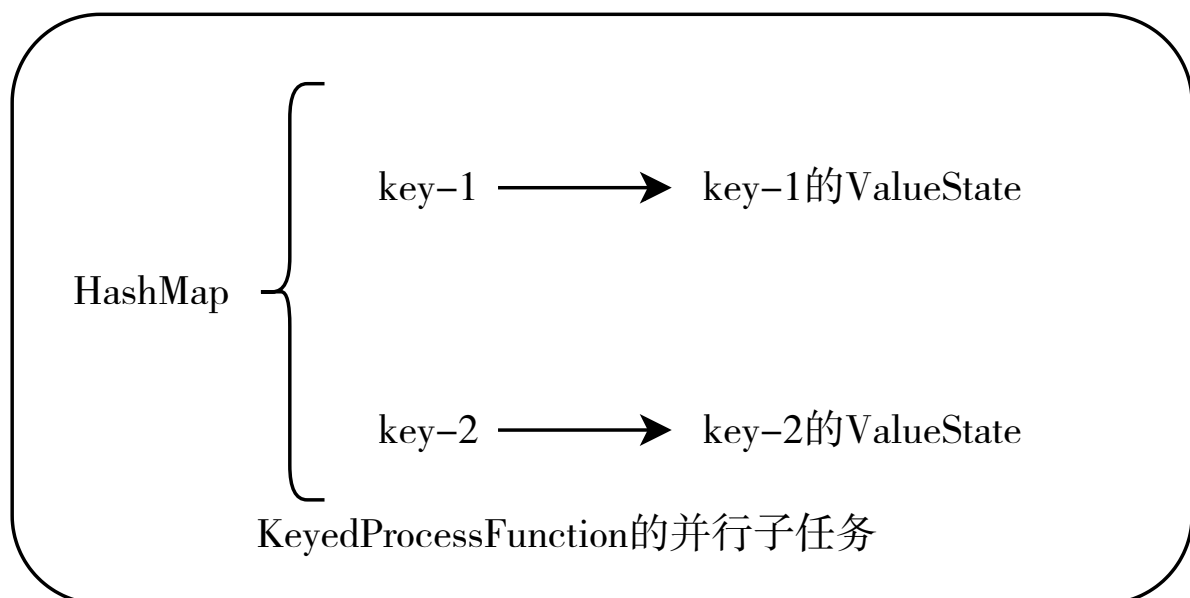 key-1 key-1的ValueState
HashMap
key-2 key-2的ValueState
KeyedProcessFunction的并行子任务